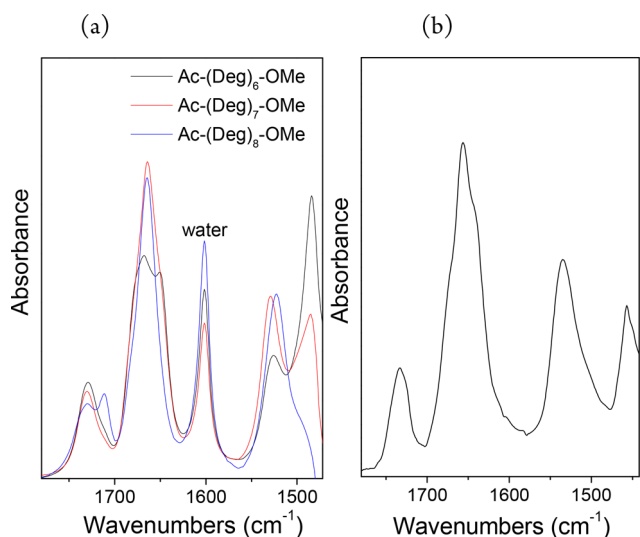 (a)
(b)
Ac-(Deg)6-OMe
Ac-(Deg)7-OMe
Ac-(Deg)8-OMe
water
Absorbance
Absorbance
1700 1600 1500
1700 1600 1500
Wavenumbers (cm-1)
Wavenumbers (cm-1)